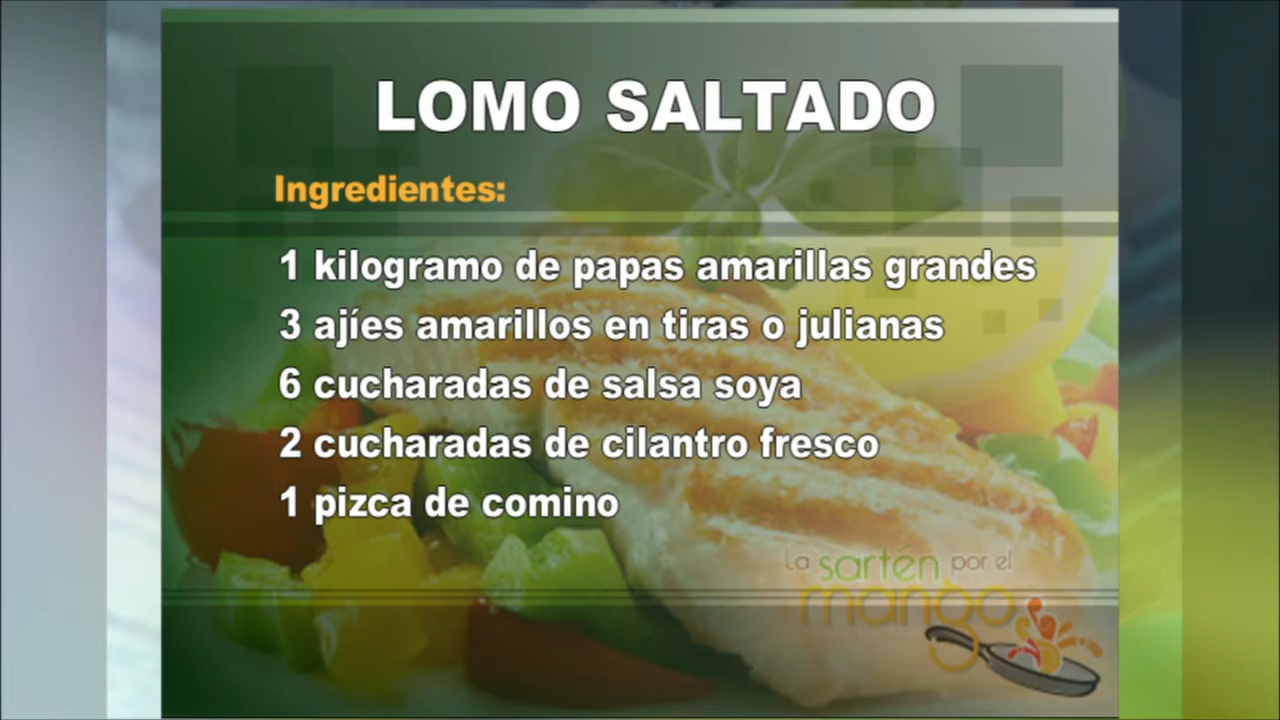 LOMO SALTADO
Ingredientes:
1 kilogramo de papas amarillas grandes
3 ajíes amarillos en tiras o julianas
6 cucharadas de salsa soya
2 cucharadas de cilantro fresco
1 pizca de comino
La sartén por el
mango